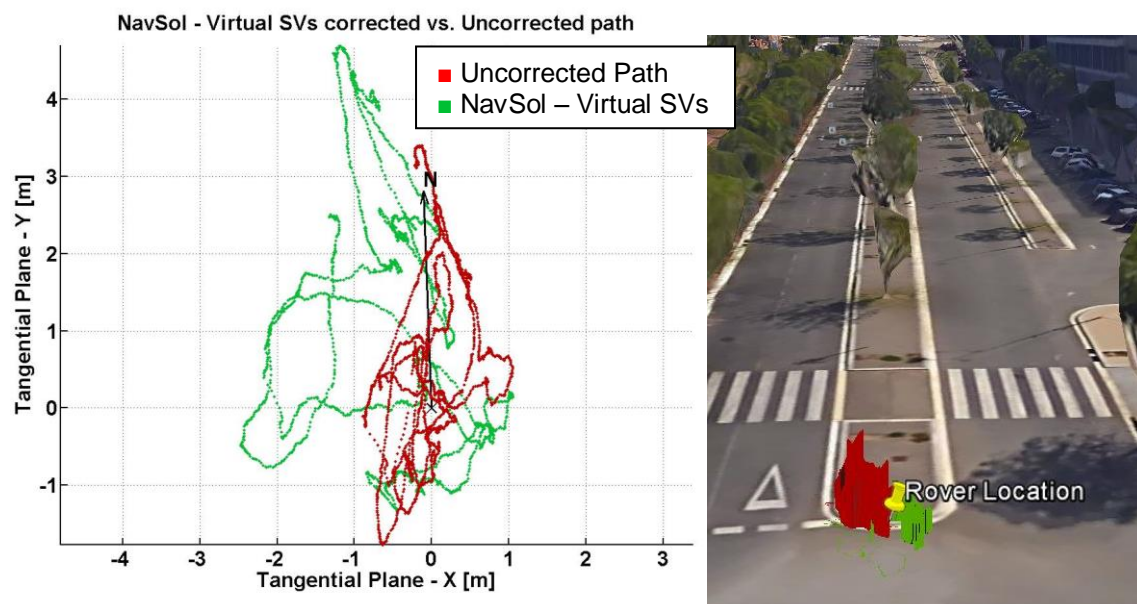 NavSol - Virtual SVs corrected vs. Uncorrected path
Uncorrected Path
NavSol – Virtual SVs
4
3
2
1
0
-1
N
-4
-3
-2
-1
0
1
2
3
Tangential Plane - Y [m]
Tangential Plane - X [m]
Rover Location